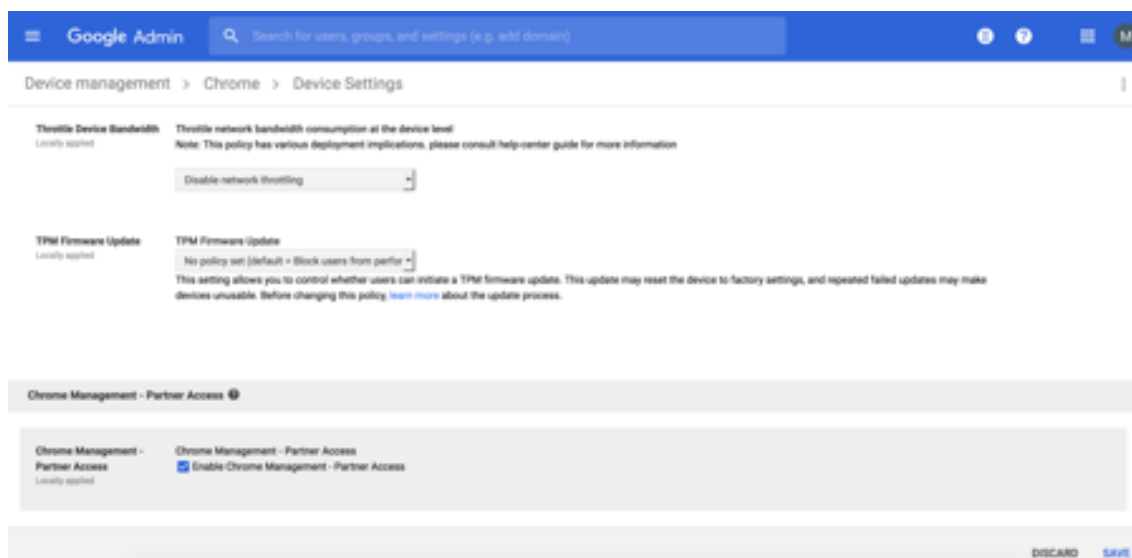 Google Admin
Search for users, groups, and settings (e.g. add domain)
M
Device management > Chrome > Device Settings
Throttle Device Bandwidth
Locally applied
Throttle network bandwidth consumption at the device level
Note: This policy has various deployment implications. please consult help-center guide for more information
Disable network throttling
TPM Firmware Update
Locally applied
TPM Firmware Update
No policy set (default = Block users from perfor
This setting allows you to control whether users can initiate a TPM firmware update. This update may reset the device to factory settings, and repeated failed updates may make
devices unusable. Before changing this policy, learn more about the update process.
Chrome Management - Partner Access
Chrome Management -
Partner Access
Locally applied
Chrome Management - Partner Access
Enable Chrome Management - Partner Access
DISCARD
SAVE